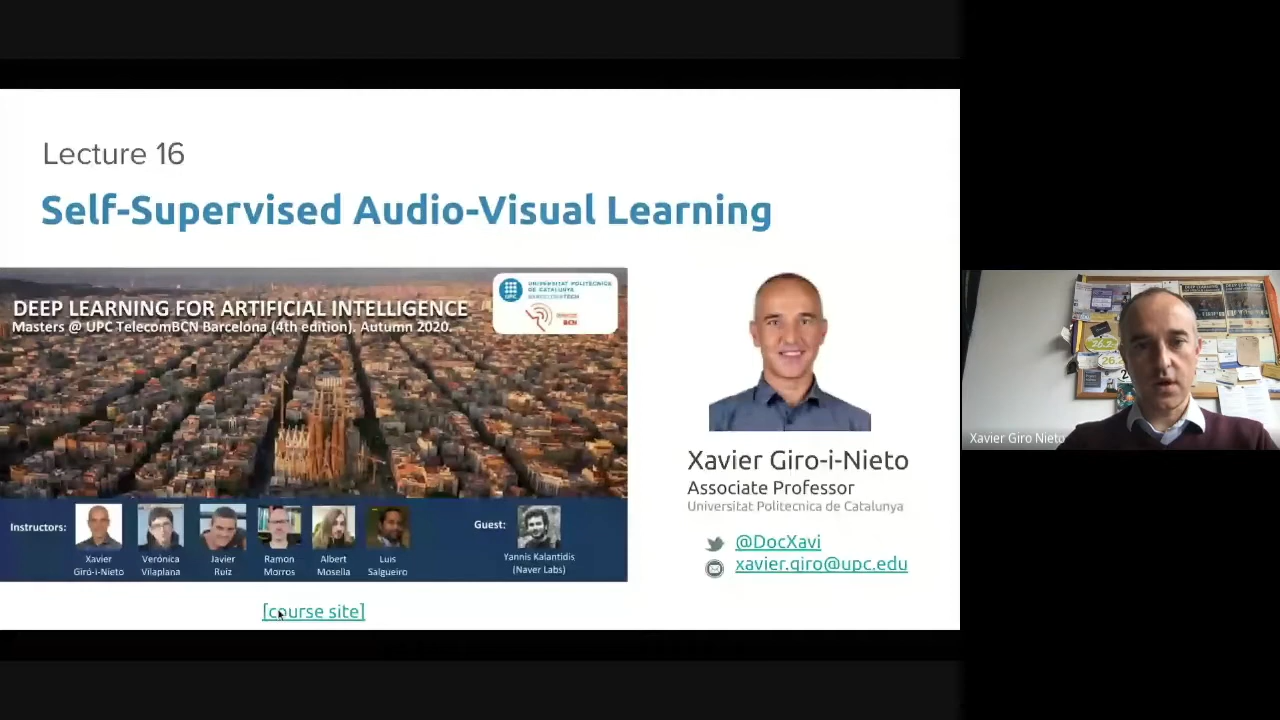 Lecture 16
Self-Supervised Audio-Visual Learning
DEEP LEARNING FOR ARTIFICIAL INTELLIGENCE
Masters @ UPC TelecomBCN Barcelona (4th edition). Autumn 2020.
UPC
UNIVERSITAT POLITÈCNICA
DE CATALUNYA
BARCELONATECH
BCN
Instructors:
Xavier
Giró-i-Nieto
Verónica
Vilaplana
Javier
Ruiz
Ramon
Morros
Albert
Mosella
Luis
Salgueiro
Guest:
Yannis Kalantidis
(Naver Labs)
[course site]
Xavier Giro-i-Nieto
Associate Professor
Universitat Politecnica de Catalunya
@DocXavi
xavier.giro@upc.edu
Xavier Giro Nieto